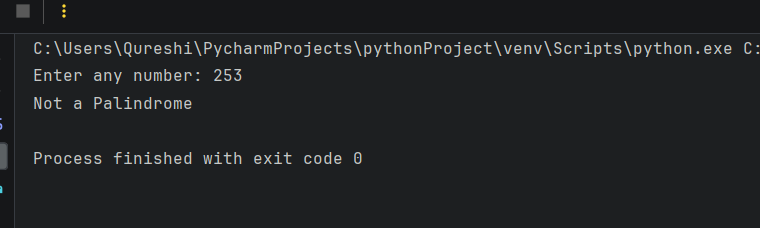 C:\Users\Qureshi\PycharmProjects\pythonProject\venv\Scripts\python.exe C:
Enter any number: 253
Not a Palindrome
Process finished with exit code 0